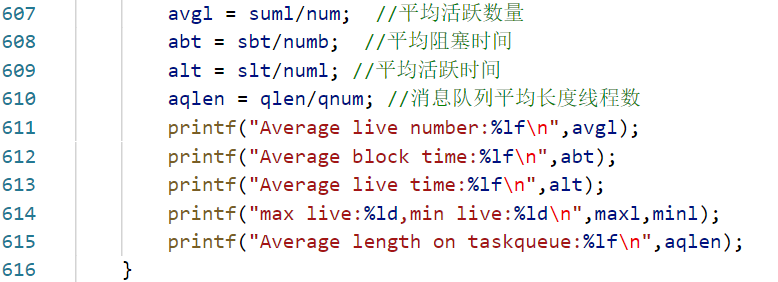 607 avgl = suml/num;  //平均活跃数量
608 abt = sbt/numb;  //平均阻塞时间
609 alt = slt/numl; //平均活跃时间
610 aqlen = qlen/qnum; //消息队列平均长度线程数
611 printf("Average live number:%lf\n",avgl);
612 printf("Average block time:%lf\n",abt);
613 printf("Average live time:%lf\n",alt);
614 printf("max live:%ld,min live:%ld\n",maxl,minl);
615 printf("Average length on taskqueue:%lf\n",aqlen);
616 }